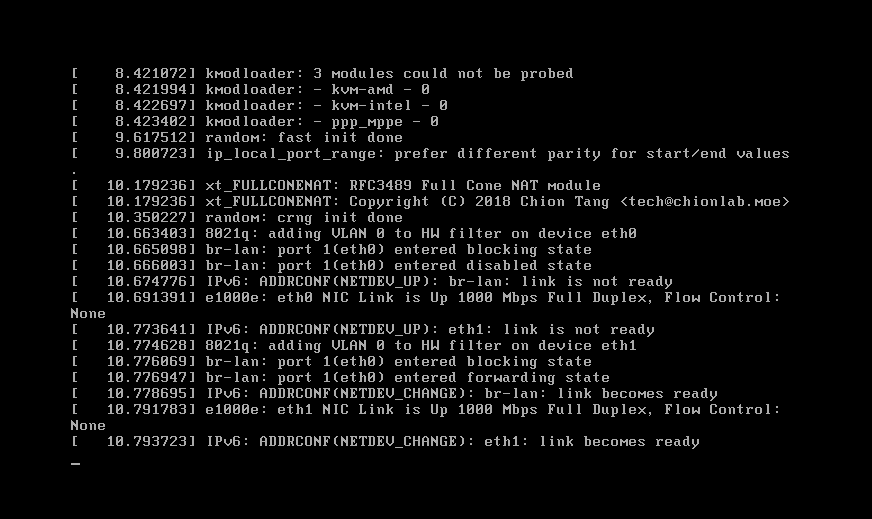 [    8.421072] kmodloader: 3 modules could not be probed
[    8.421994] kmodloader: - kvm-amd - 0
[    8.422697] kmodloader: - kvm-intel - 0
[    8.423402] kmodloader: - ppp_mppe - 0
[    9.617512] random: fast init done
[    9.800723] ip_local_port_range: prefer different parity for start/end values
.
[   10.179236] xt_FULLCONENAT: RFC3489 Full Cone NAT module
[   10.179236] xt_FULLCONENAT: Copyright (C) 2018 Chion Tang <tech@chionlab.moe>
[   10.350227] random: crng init done
[   10.663403] 8021q: adding VLAN 0 to HW filter on device eth0
[   10.665098] br-lan: port 1(eth0) entered blocking state
[   10.666003] br-lan: port 1(eth0) entered disabled state
[   10.674776] IPv6: ADDRCONF(NETDEV_UP): br-lan: link is not ready
[   10.691391] e1000e: eth0 NIC Link is Up 1000 Mbps Full Duplex, Flow Control:
None
[   10.773641] IPv6: ADDRCONF(NETDEV_UP): eth1: link is not ready
[   10.774628] 8021q: adding VLAN 0 to HW filter on device eth1
[   10.776069] br-lan: port 1(eth0) entered blocking state
[   10.776947] br-lan: port 1(eth0) entered forwarding state
[   10.778695] IPv6: ADDRCONF(NETDEV_CHANGE): br-lan: link becomes ready
[   10.791783] e1000e: eth1 NIC Link is Up 1000 Mbps Full Duplex, Flow Control:
None
[   10.793723] IPv6: ADDRCONF(NETDEV_CHANGE): eth1: link becomes ready
_